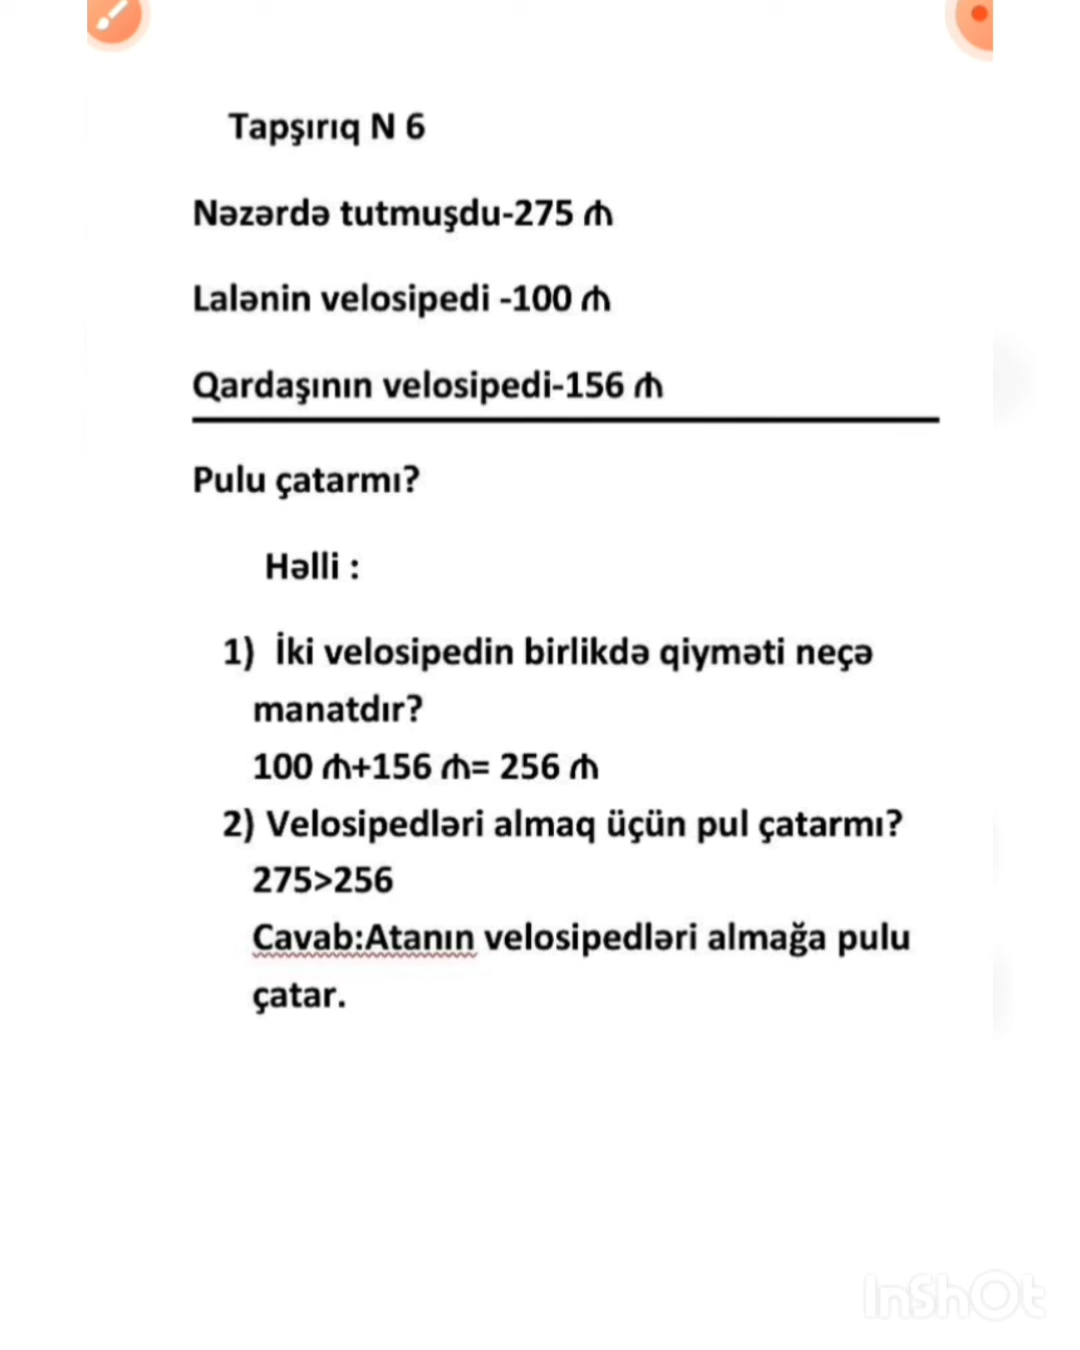 Tapşırıq N 6
Nəzərdə tutmuşdu-275 ₼
Lalənin velosipedi -100 ₼
Qardaşının velosipedi-156 ₼
Pulu çatarmı?
Həlli :
1) İki velosipedin birlikdə qiyməti neçə
manatdır?
100 ₼+156 ₼= 256 ₼
2) Velosipedləri almaq üçün pul çatarmı?
275>256
Cavab:Atanın velosipedləri almağa pulu
çatar.
InShOt